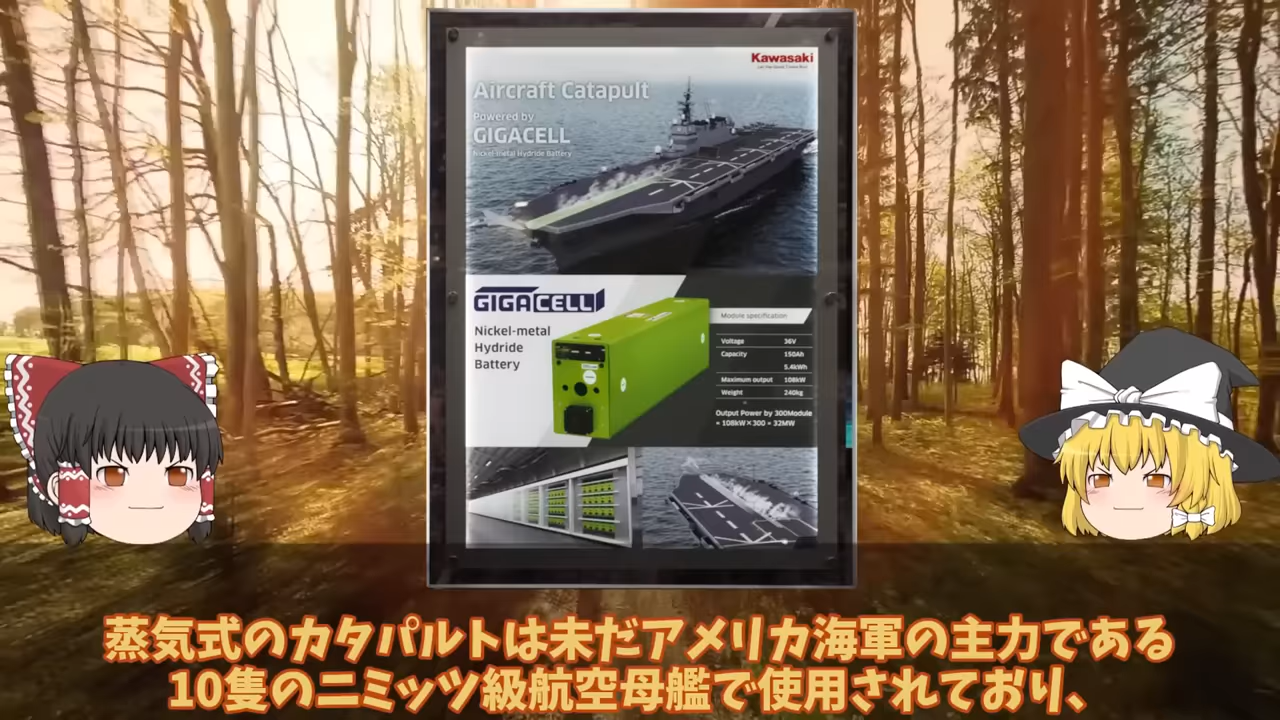 Kawasaki
Aircraft Catapult
Powered by
GIGACELL
Nickel-metal Hydride Battery
GIGACELL
Nickel-metal
Hydride
Battery
Module specification
Voltage 36V
Capacity 150Ah
5.4kWh
Maximum output 108kW
Weight 240kg
Output Power by 300Module
= 108kW×300 = 32MW
蒸気式のカタパルトは未だアメリカ海軍の主力である
10隻のニミッツ級航空母艦で使用されており、